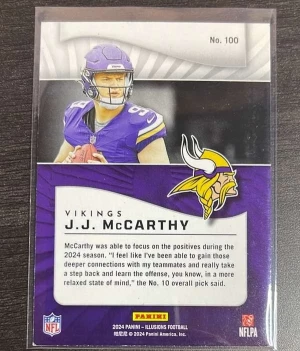 No. 100
9
VIKINGS
J.J. McCARTHY
McCarthy was able to focus on the positives during the
2024 season. "I feel like I've been able to gain those
deeper connections with my teammates and really take
a step back and learn the offense, you know, in a more
relaxed state of mind," the No. 10 overall pick said.
NFL
PANINI
2024 PANINI - ILLUSIONS FOOTBALL
© 2024 Panini America, Inc.
NFLPA